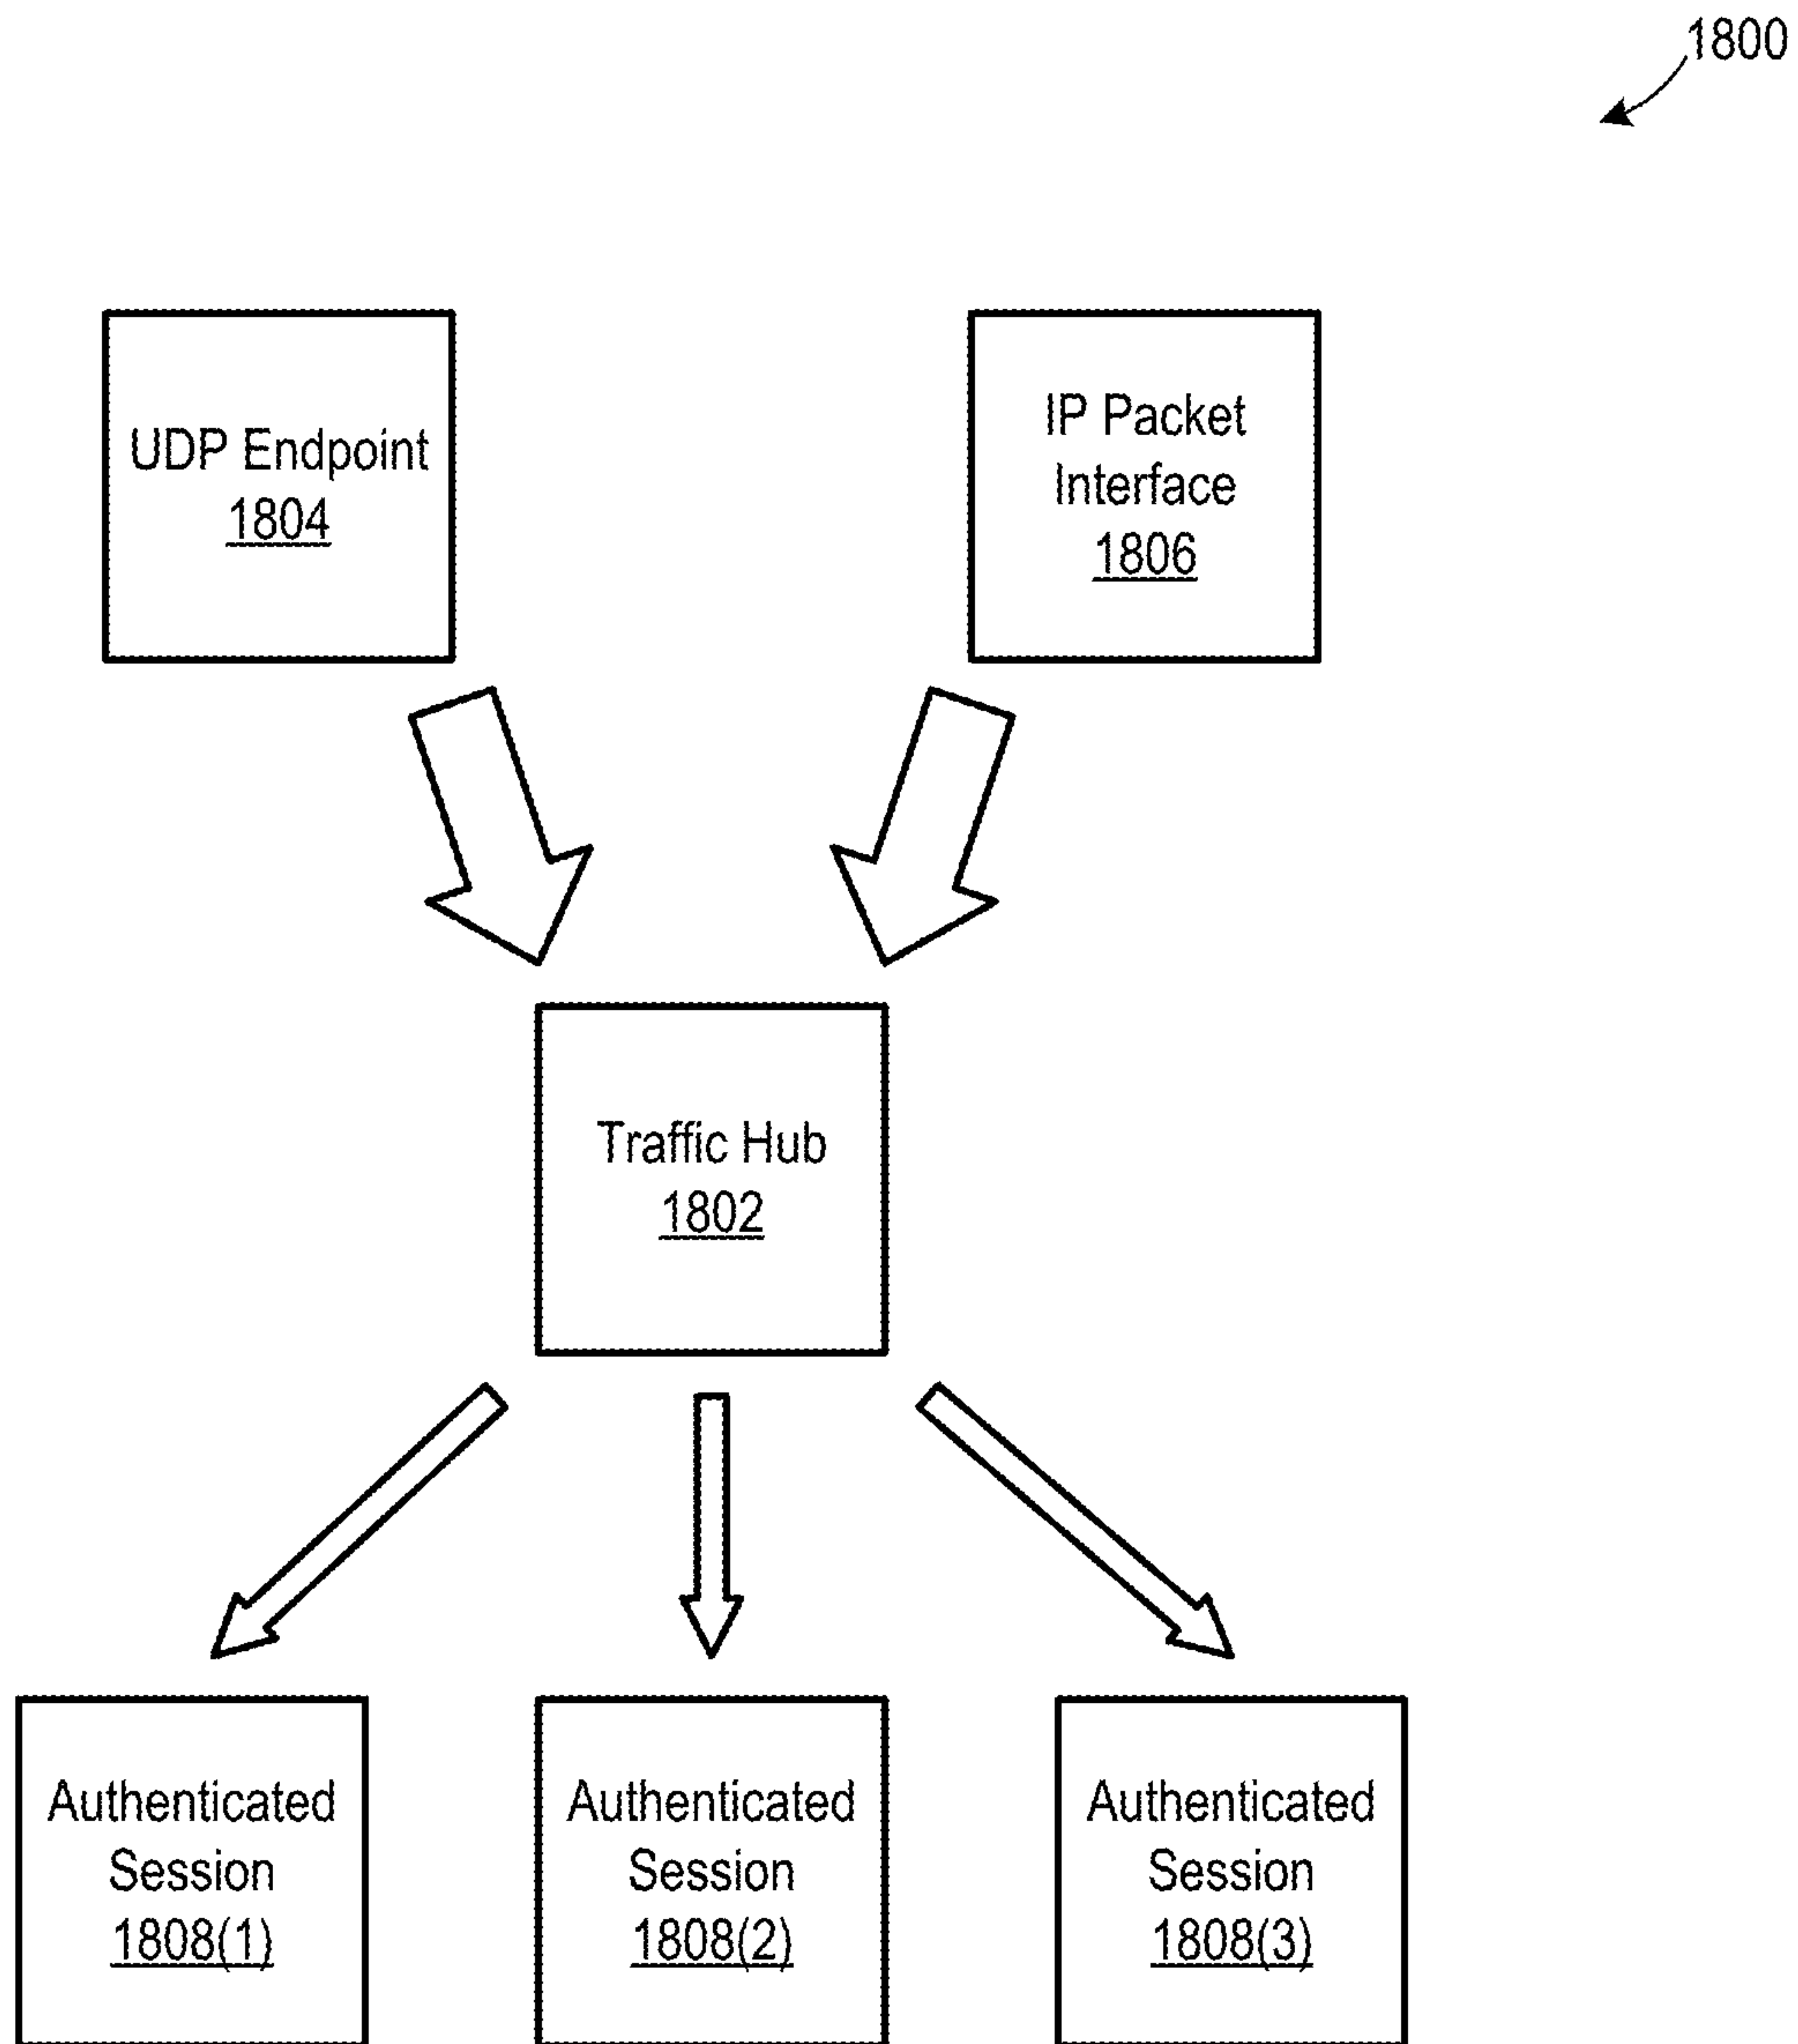 1800
UDP Endpoint
1804
IP Packet
Interface
1806
Traffic Hub
1802
Authenticated
Session
1808(1)
Authenticated
Session
1808(2)
Authenticated
Session
1808(3)